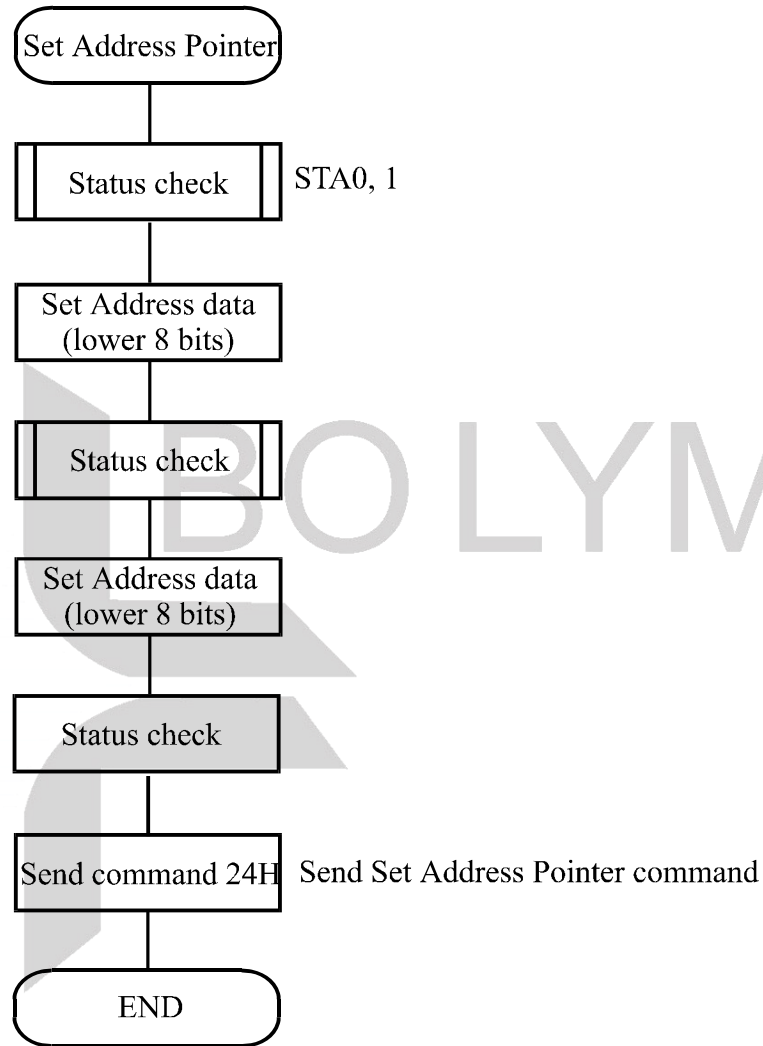 Set Address Pointer
Status check
STA0, 1
Set Address data
(lower 8 bits)
BOLYM
Status check
Set Address data
(lower 8 bits)
Status check
Send command 24H
Send Set Address Pointer command
END